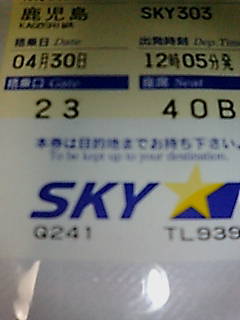 鹿児島 SKY303
KAGOSHIMA
搭乗日 Date 出発時刻 Dep.Time
04月30日 12時05分発
搭乗口 Gate 座席 Seat
23 40B
本券は目的地までお持ち下さい。
To be kept up to your destination.
SKY
Q241 TL939